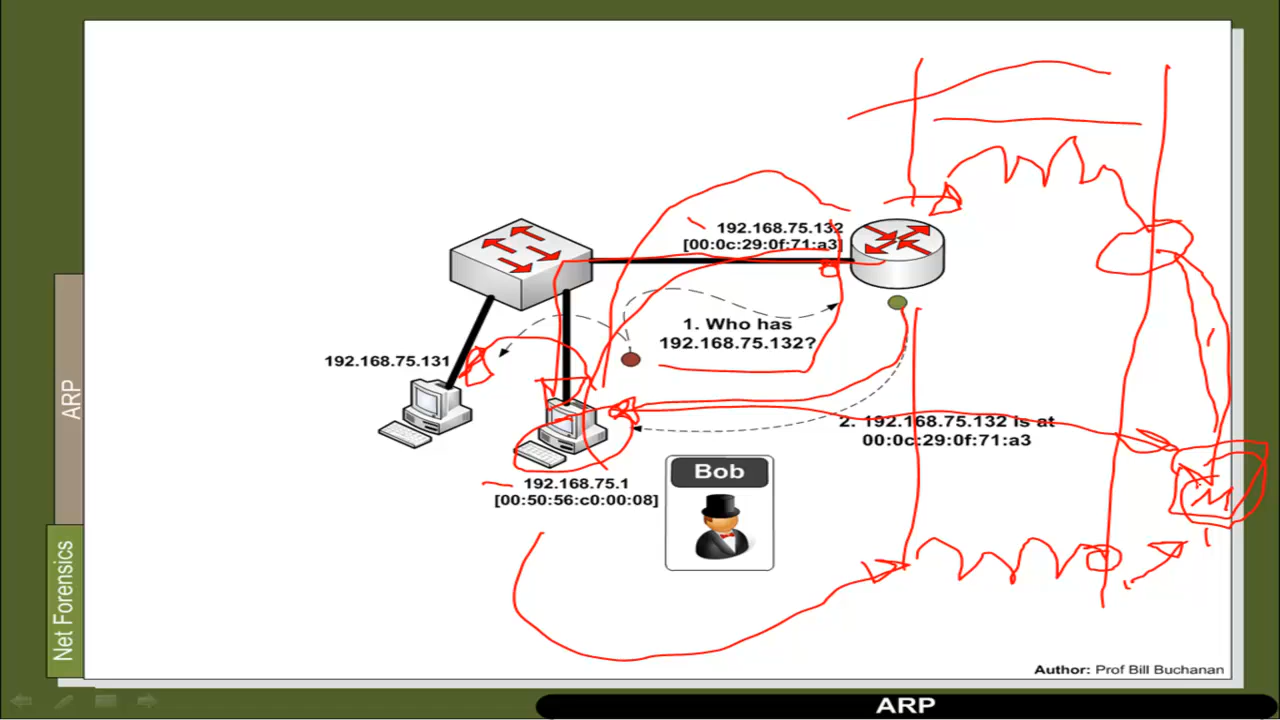 192.168.75.132
[00:0c:29:0f:71:a3]
1. Who has
192.168.75.132?
192.168.75.131
2. 192.168.75.132 is at
00:0c:29:0f:71:a3
192.168.75.1
[00:50:56:c0:00:08]
Bob
M
ARP
Net Forensics
Author: Prof Bill Buchanan
ARP